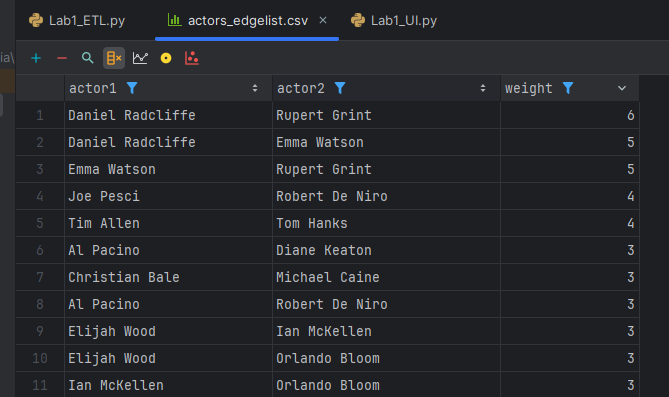 Lab1_ETL.py actors_edgelist.csv Lab1_UI.py
ia\
actor1 actor2 weight
1 Daniel Radcliffe Rupert Grint 6
2 Daniel Radcliffe Emma Watson 5
3 Emma Watson Rupert Grint 5
4 Joe Pesci Robert De Niro 4
5 Tim Allen Tom Hanks 4
6 Al Pacino Diane Keaton 3
7 Christian Bale Michael Caine 3
8 Al Pacino Robert De Niro 3
9 Elijah Wood Ian McKellen 3
10 Elijah Wood Orlando Bloom 3
11 Ian McKellen Orlando Bloom 3